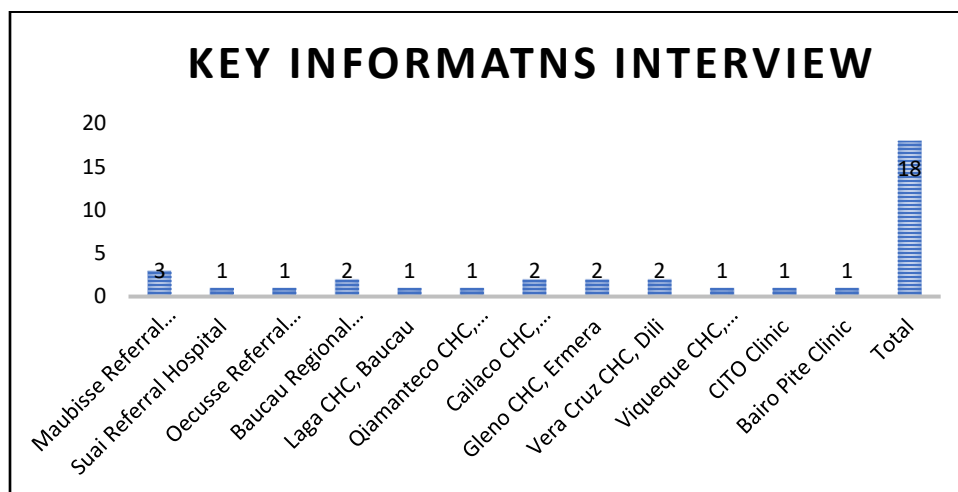 KEY INFORMATNS INTERVIEW
20
15
10
5
0
3
1
1
2
1
1
2
2
2
1
1
1
18
Maubisse Referral…
Suai Referral Hospital
Oecusse Referral…
Baucau Regional…
Laga CHC, Baucau
Qiamanteco CHC,…
Cailaco CHC,…
Gleno CHC, Ermera
Vera Cruz CHC, Dili
Viqueque CHC,…
CITO Clinic
Bairo Pite Clinic
Total